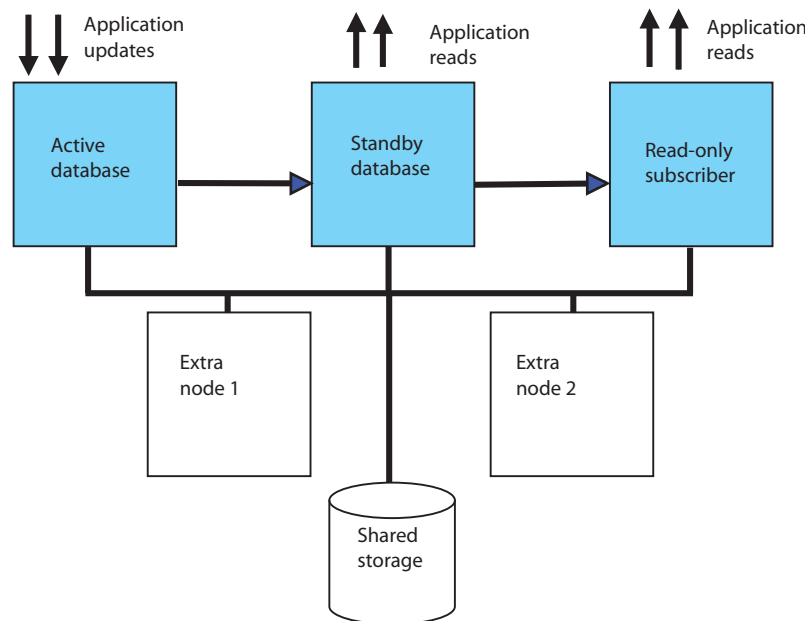 Application
updates
Application
reads
Application
reads
Active
database
Standby
database
Read-only
subscriber
Extra
node 1
Extra
node 2
Shared
storage